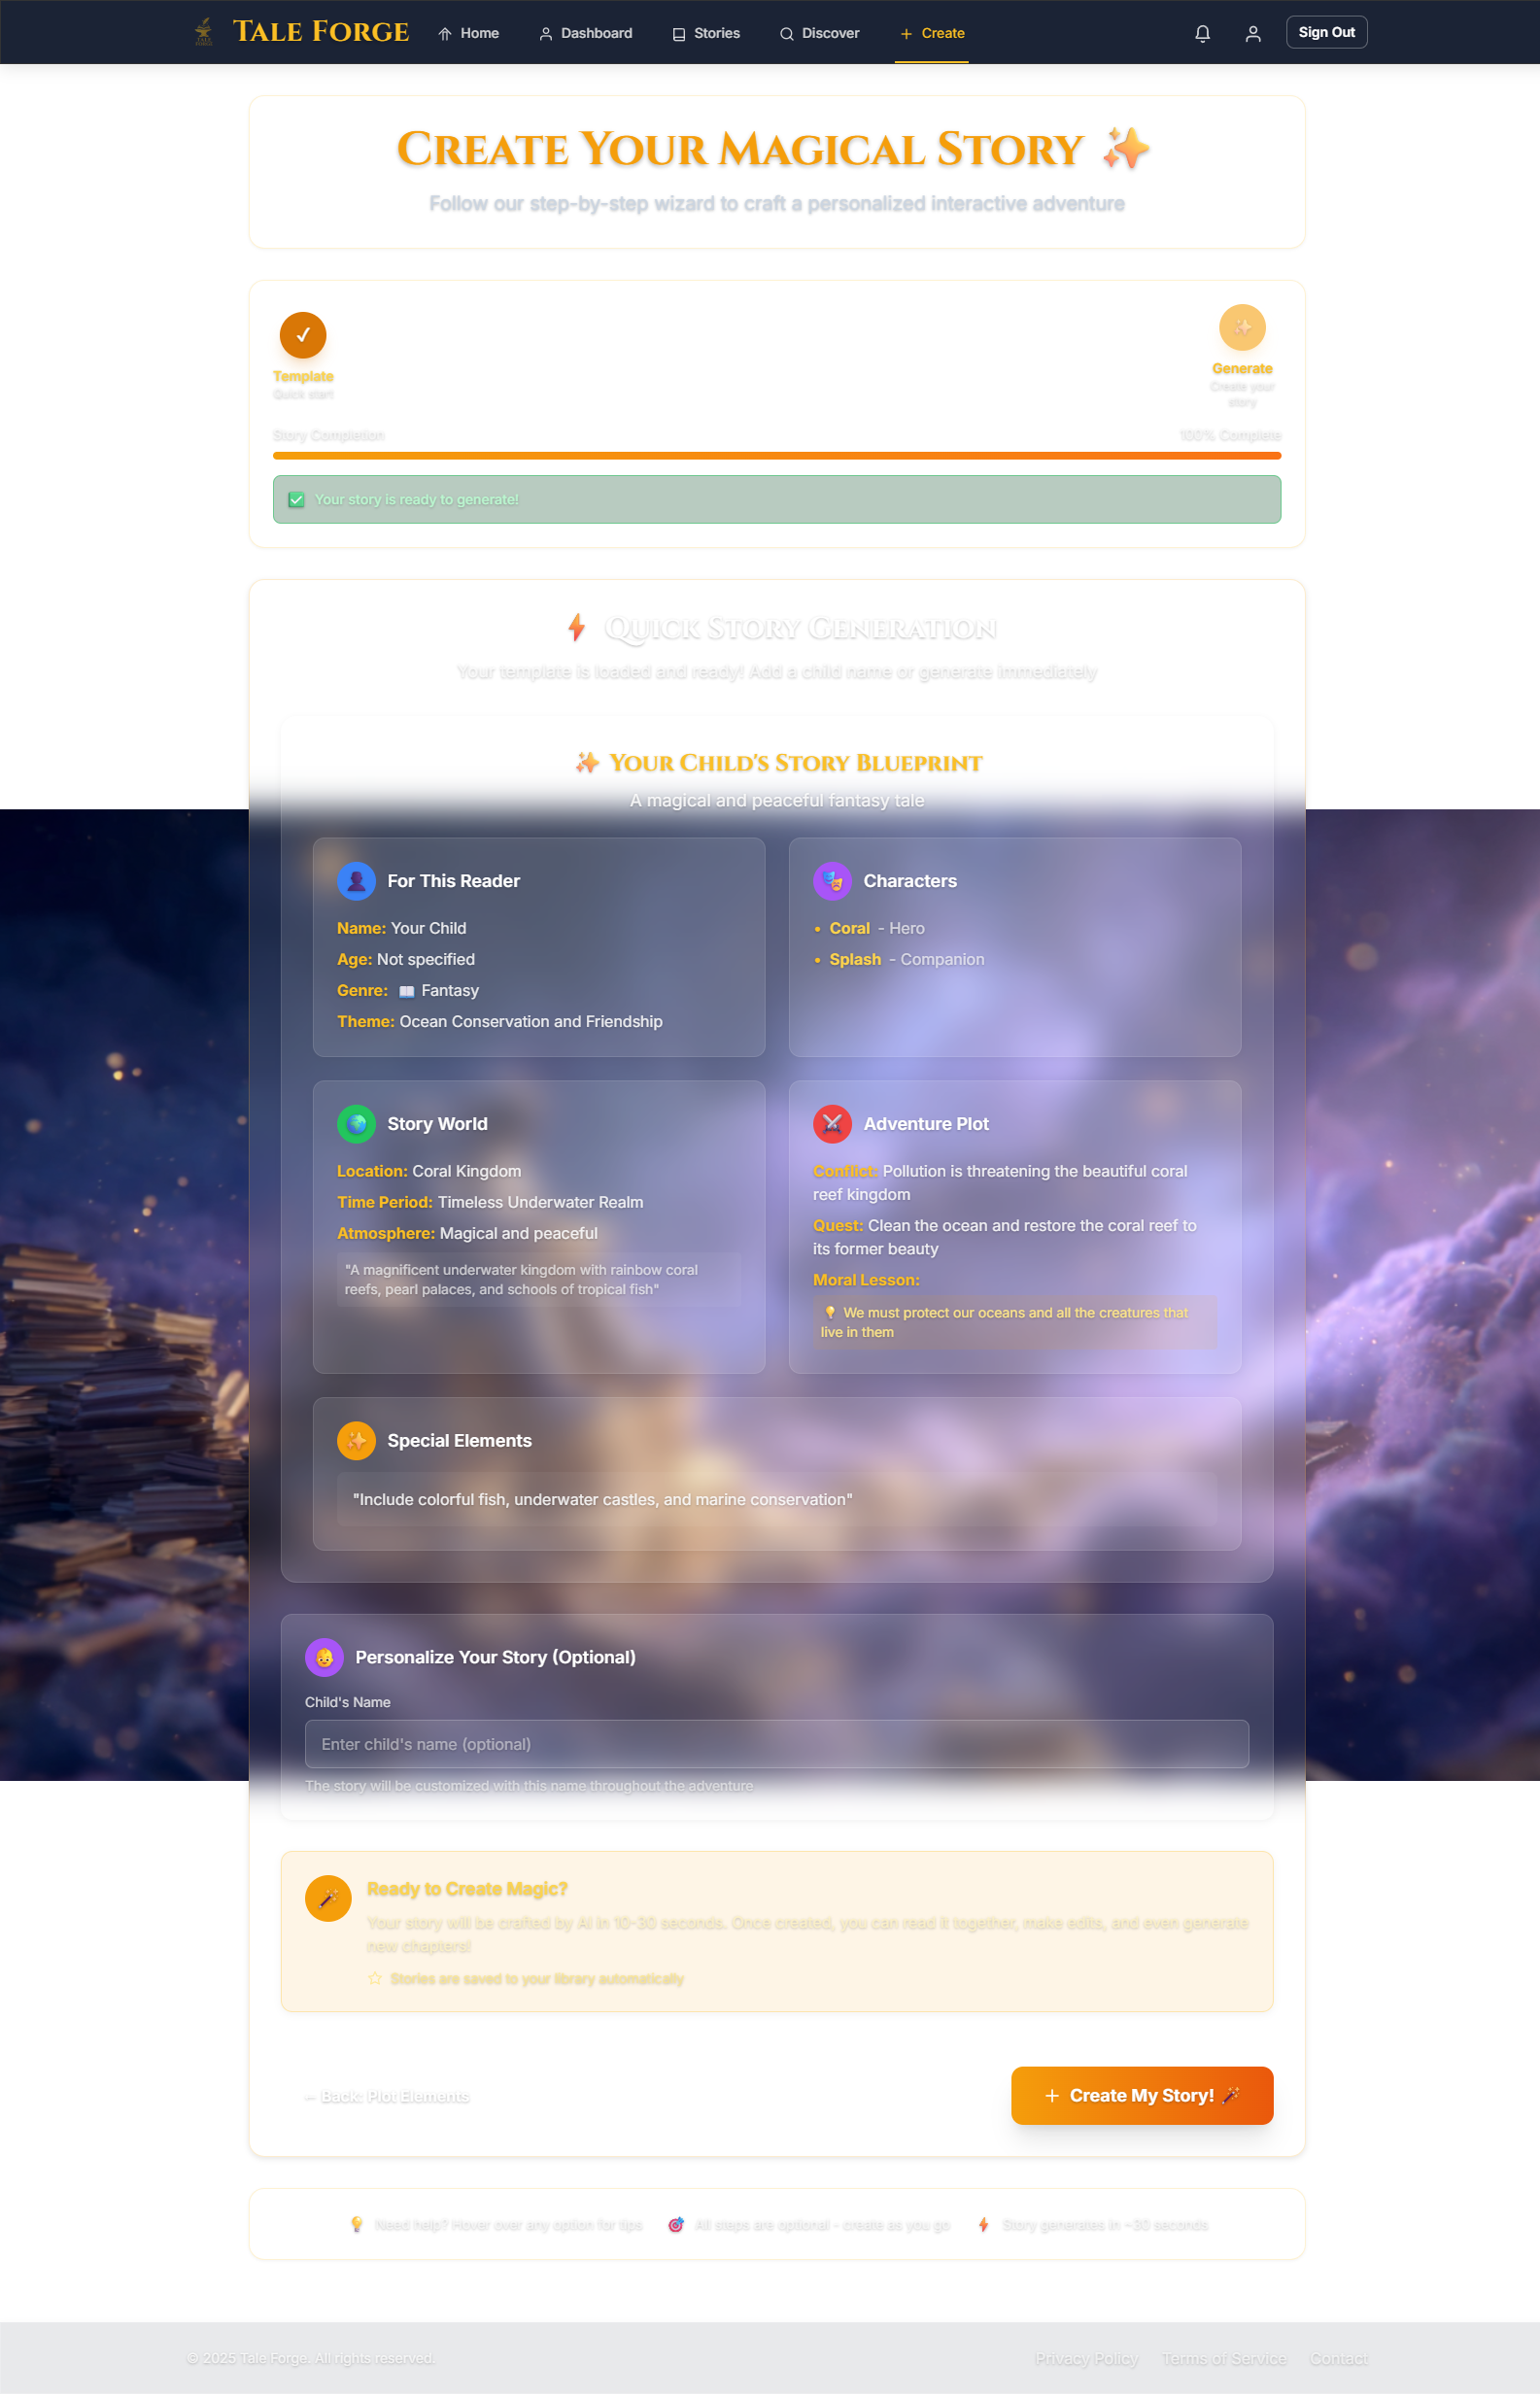 TALE FORGE
Tale Forge
Home
Dashboard
Stories
Discover
Create
Sign Out
Create Your Magical Story
Follow our step-by-step wizard to craft a personalized interactive adventure
Template
Quick start
Generate
Create your
story
Story Completion
100% Complete
Your story is ready to generate!
Quick Story Generation
Your template is loaded and ready! Add a child name or generate immediately
Your Child's Story Blueprint
A magical and peaceful fantasy tale
For This Reader
Name: Your Child
Age: Not specified
Genre: Fantasy
Theme: Ocean Conservation and Friendship
Characters
• Coral - Hero
• Splash - Companion
Story World
Location: Coral Kingdom
Time Period: Timeless Underwater Realm
Atmosphere: Magical and peaceful
"A magnificent underwater kingdom with rainbow coral
reefs, pearl palaces, and schools of tropical fish"
Adventure Plot
Conflict: Pollution is threatening the beautiful coral
reef kingdom
Quest: Clean the ocean and restore the coral reef to
its former beauty
Moral Lesson:
We must protect our oceans and all the creatures that
live in them
Special Elements
"Include colorful fish, underwater castles, and marine conservation"
Personalize Your Story (Optional)
Child's Name
Enter child's name (optional)
The story will be customized with this name throughout the adventure
Ready to Create Magic?
Your story will be crafted by AI in 10-30 seconds. Once created, you can read it together, make edits, and even generate
new chapters!
Stories are saved to your library automatically
← Back: Plot Elements
Create My Story!
Need help? Hover over any option for tips
All steps are optional - create as you go
Story generates in ~30 seconds
© 2025 Tale Forge. All rights reserved.
Privacy Policy
Terms of Service
Contact